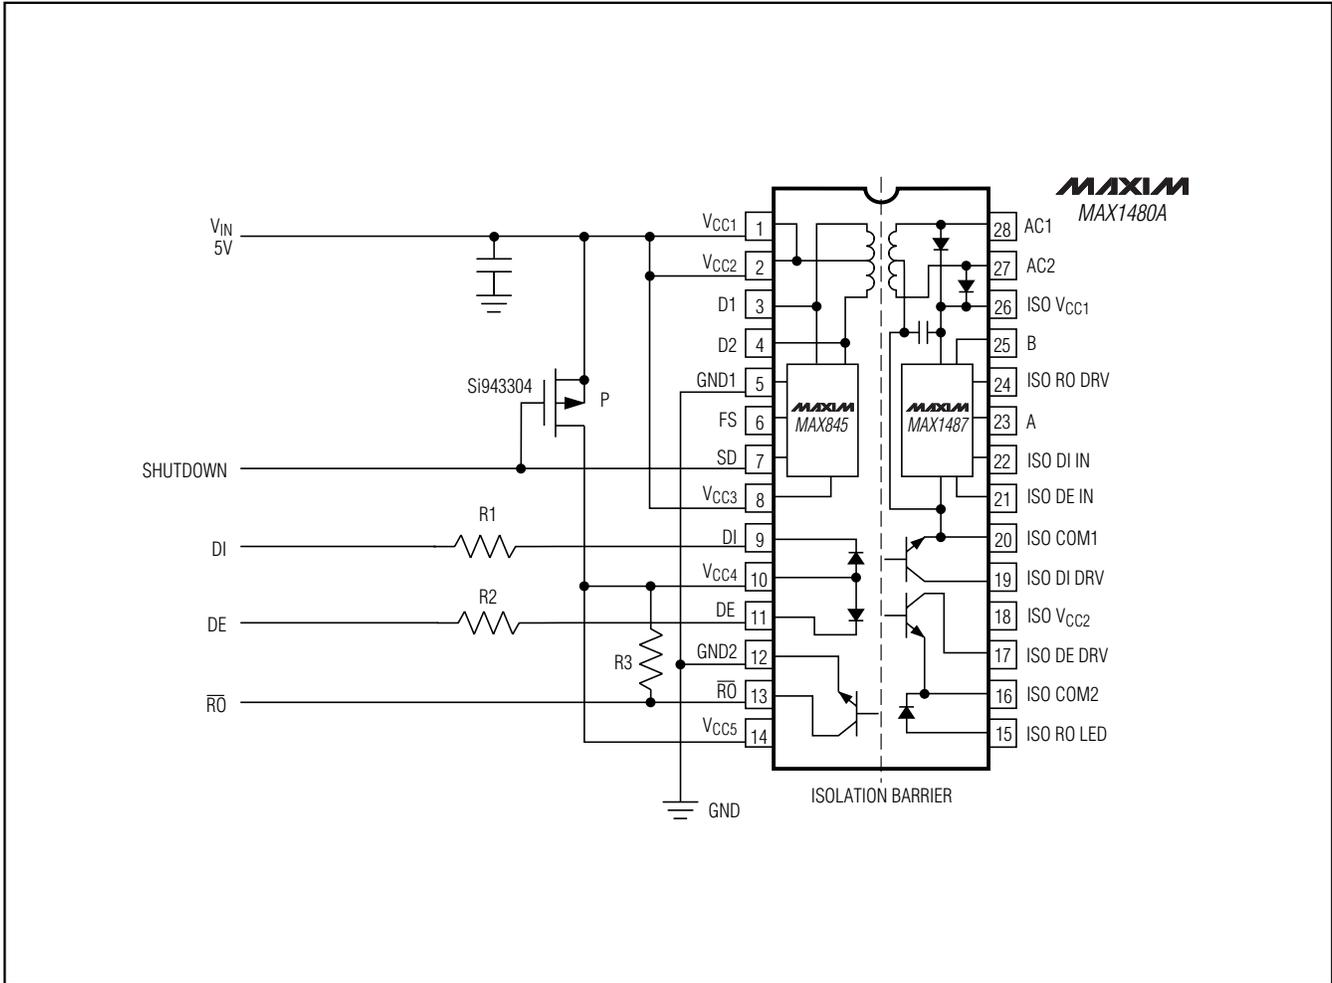 MAXIM
MAX1480A
VIN
5V
VCC1
1
28
AC1
VCC2
2
27
AC2
D1
3
26
ISO VCC1
D2
4
25
B
Si943304
P
GND1
5
24
ISO RO DRV
MAXIM
MAX845
MAXIM
MAX1487
FS
6
23
A
SHUTDOWN
SD
7
22
ISO DI IN
VCC3
8
21
ISO DE IN
R1
DI
DI
9
20
ISO COM1
VCC4
10
19
ISO DI DRV
R2
DE
DE
11
18
ISO VCC2
R3
GND2
12
17
ISO DE DRV
R̅O̅
R̅O̅
13
16
ISO COM2
VCC5
14
15
ISO RO LED
ISOLATION BARRIER
GND